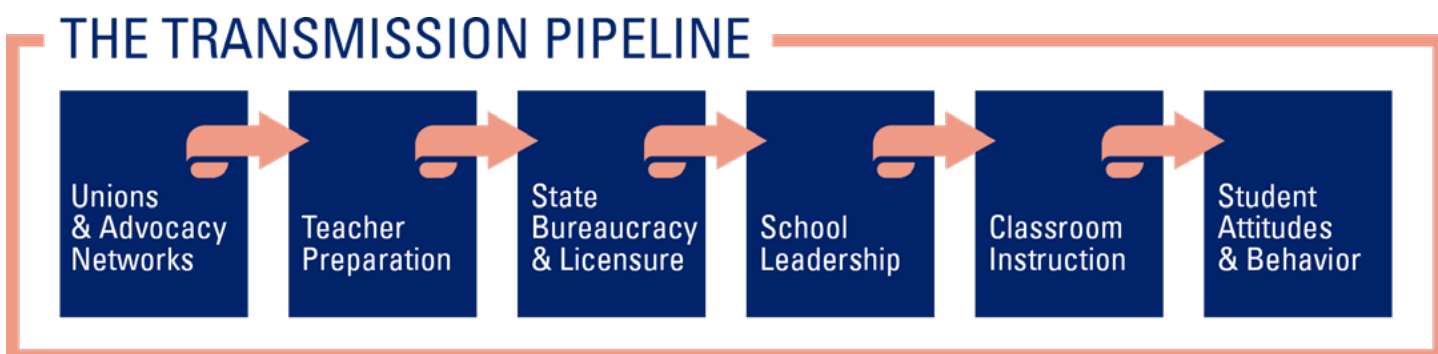 THE TRANSMISSION PIPELINE
Unions
& Advocacy
Networks
Teacher
Preparation
State
Bureaucracy
& Licensure
School
Leadership
Classroom
Instruction
Student
Attitudes
& Behavior